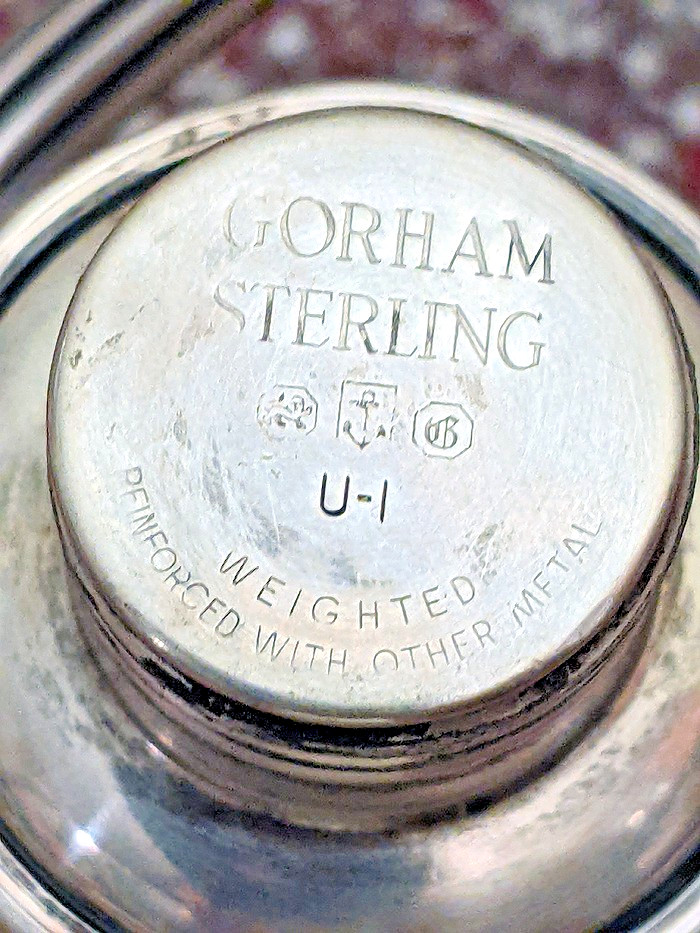 GORHAM
STERLING
G
U-1
WEIGHTED
REINFORCED WITH OTHER METAL